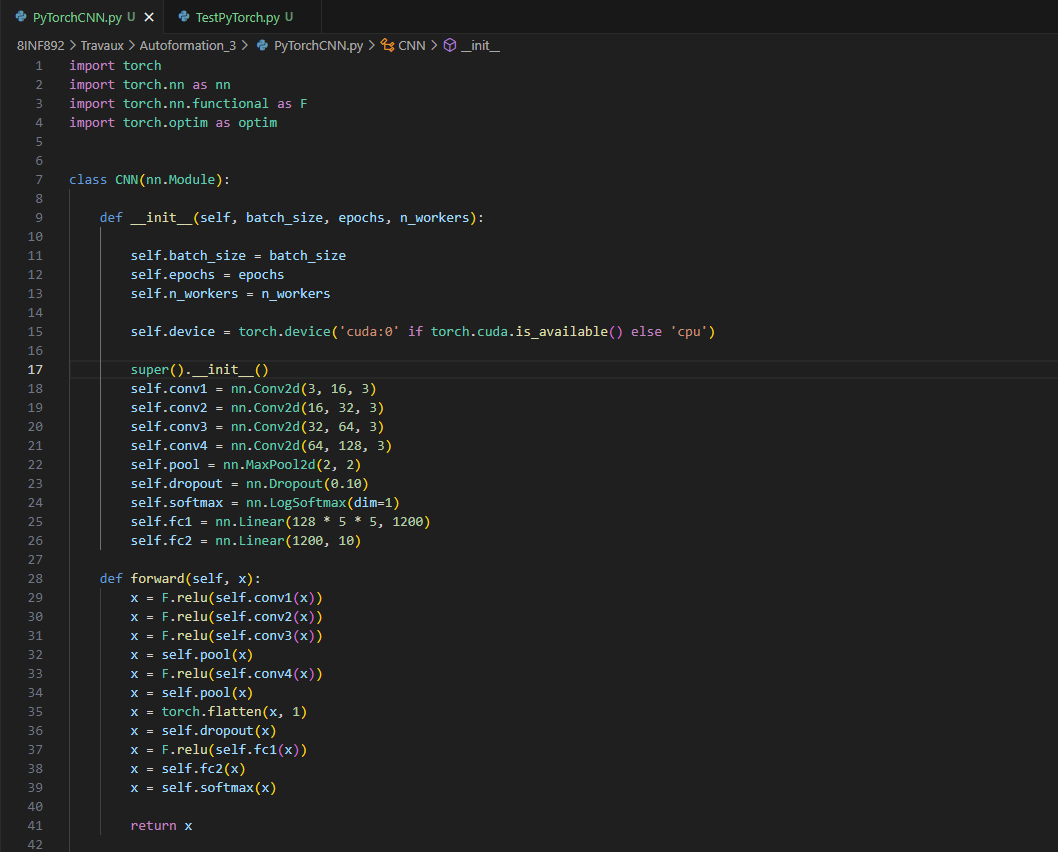 PyTorchCNN.py U × TestPyTorch.py U
8INF892 > Travaux > Autoformation_3 > PyTorchCNN.py > CNN > __init__
1 import torch
2 import torch.nn as nn
3 import torch.nn.functional as F
4 import torch.optim as optim
5
6
7 class CNN(nn.Module):
8
9 def __init__(self, batch_size, epochs, n_workers):
10
11 self.batch_size = batch_size
12 self.epochs = epochs
13 self.n_workers = n_workers
14
15 self.device = torch.device('cuda:0' if torch.cuda.is_available() else 'cpu')
16
17 super().__init__()
18 self.conv1 = nn.Conv2d(3, 16, 3)
19 self.conv2 = nn.Conv2d(16, 32, 3)
20 self.conv3 = nn.Conv2d(32, 64, 3)
21 self.conv4 = nn.Conv2d(64, 128, 3)
22 self.pool = nn.MaxPool2d(2, 2)
23 self.dropout = nn.Dropout(0.10)
24 self.softmax = nn.LogSoftmax(dim=1)
25 self.fc1 = nn.Linear(128 * 5 * 5, 1200)
26 self.fc2 = nn.Linear(1200, 10)
27
28 def forward(self, x):
29 x = F.relu(self.conv1(x))
30 x = F.relu(self.conv2(x))
31 x = F.relu(self.conv3(x))
32 x = self.pool(x)
33 x = F.relu(self.conv4(x))
34 x = self.pool(x)
35 x = torch.flatten(x, 1)
36 x = self.dropout(x)
37 x = F.relu(self.fc1(x))
38 x = self.fc2(x)
39 x = self.softmax(x)
40
41 return x
42